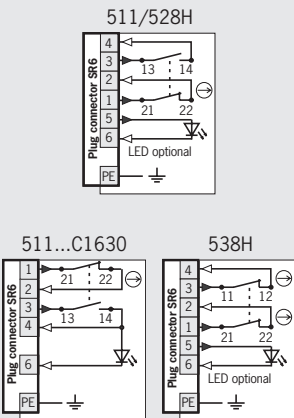 511/528H
Plug connector SR6
4
3
2
1
5
6
PE
13 14
21 22
LED optional
511...C1630
Plug connector SR6
1
2
3
4
6
PE
21 22
13 14
538H
Plug connector SR6
4
3
2
1
5
6
PE
11 12
21 22
LED optional